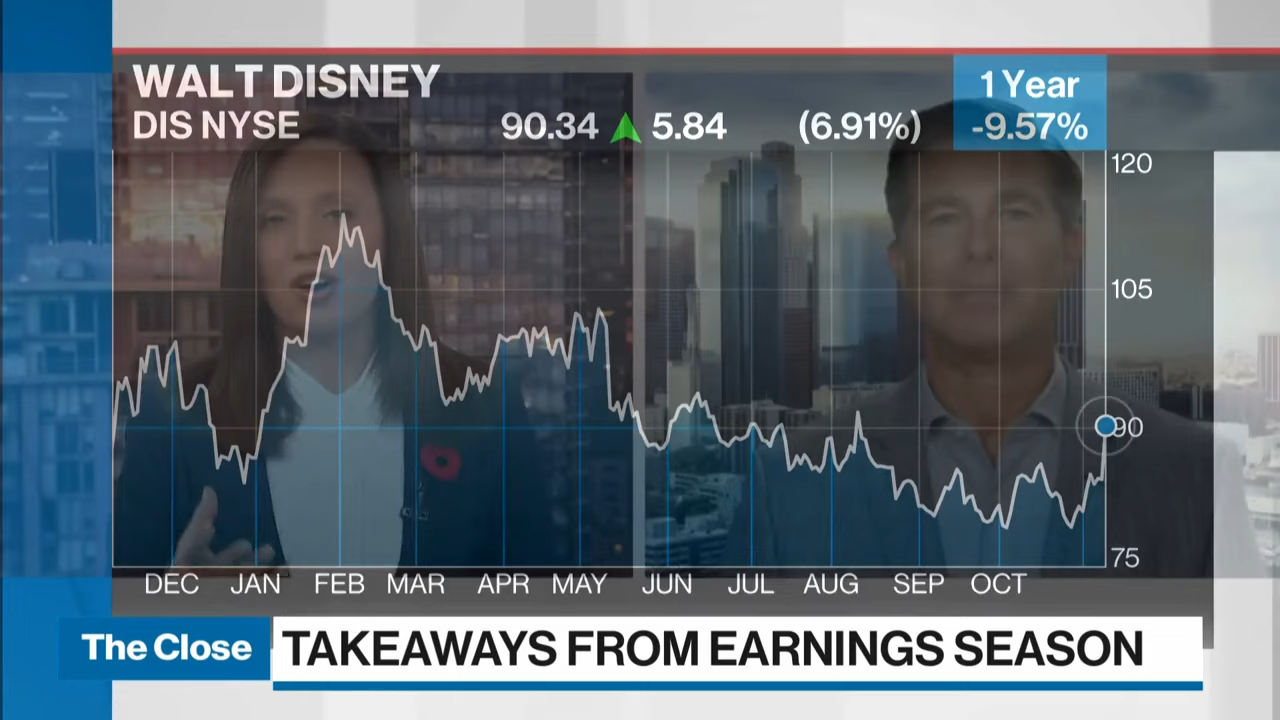 WALT DISNEY
DIS NYSE
90.34 5.84 (6.91%)
1 Year
-9.57%
120
105
90
75
DEC JAN FEB MAR APR MAY JUN JUL AUG SEP OCT
The Close
TAKEAWAYS FROM EARNINGS SEASON